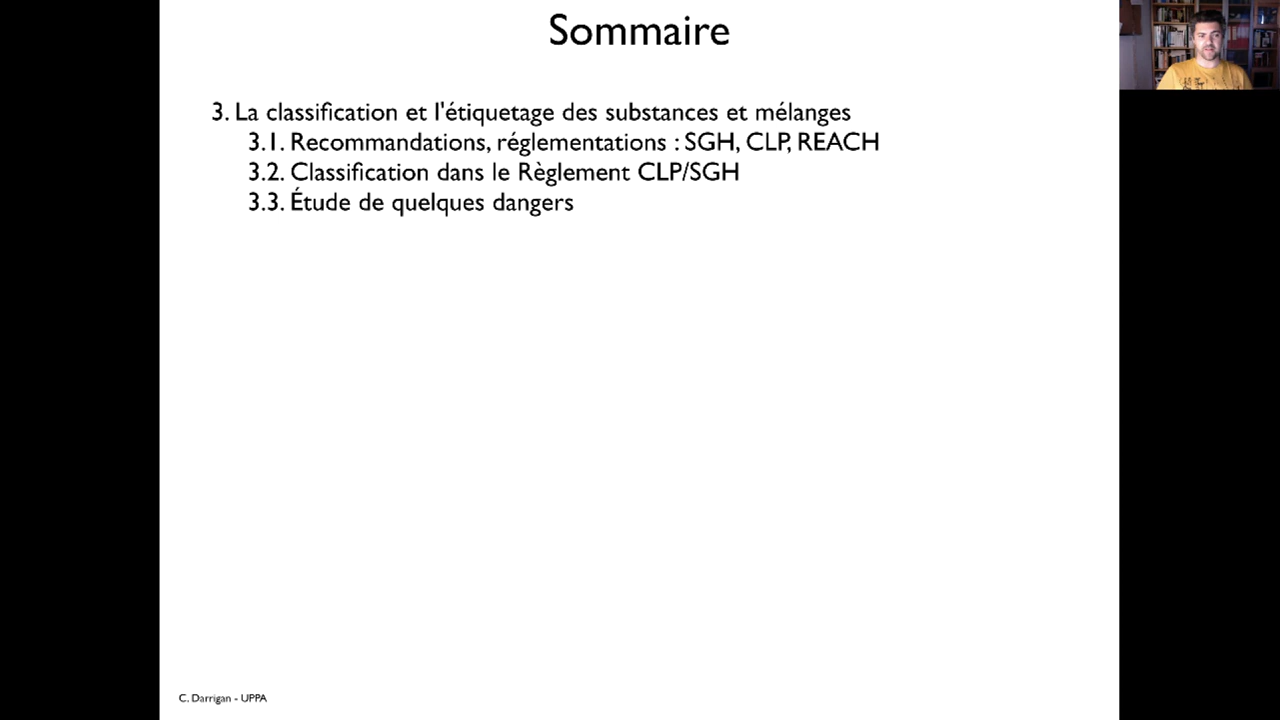 Sommaire
3. La classification et l'étiquetage des substances et mélanges
3.1. Recommandations, réglementations : SGH, CLP, REACH
3.2. Classification dans le Règlement CLP/SGH
3.3. Étude de quelques dangers
C. Darrigan - UPPA